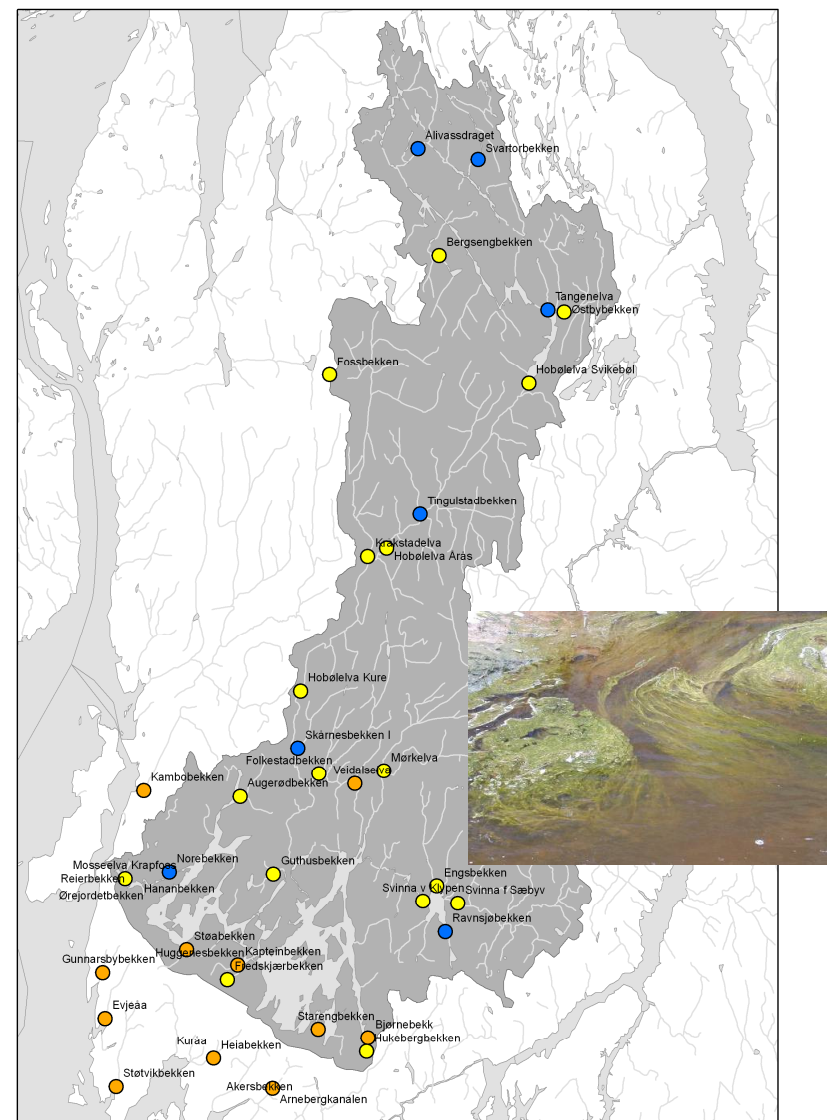 Alivassdraget
Svartorbekken
Bergsengbekken
Tangenelva
Østbybekken
Fossbekken
Hobølelva Svikebøl
Tingulstadbekken
Kråkstadelva
Hobølelva Årås
Hobølelva Kure
Skårnesbekken I
Folkestadbekken
Mørkelva
Veidalselva
Kambobekken
Augerødbekken
Mosseelva Krapfoss
Norebekken
Guthusbekken
Reierbekken
Hananbekken
Ørejordetbekken
Engsbekken
Svinna v Klypen
Svinna f Sæbyv
Ravnsjøbekken
Støabekken
Huggenesbekken
Kapteinbekken
Gunnarsbybekken
Fredskjærbekken
Evjeåa
Starengbekken
Bjørnebekk
Hukebergbekken
Kuråa
Heiabekken
Støtvikbekken
Akersbekken
Arnebergkanalen